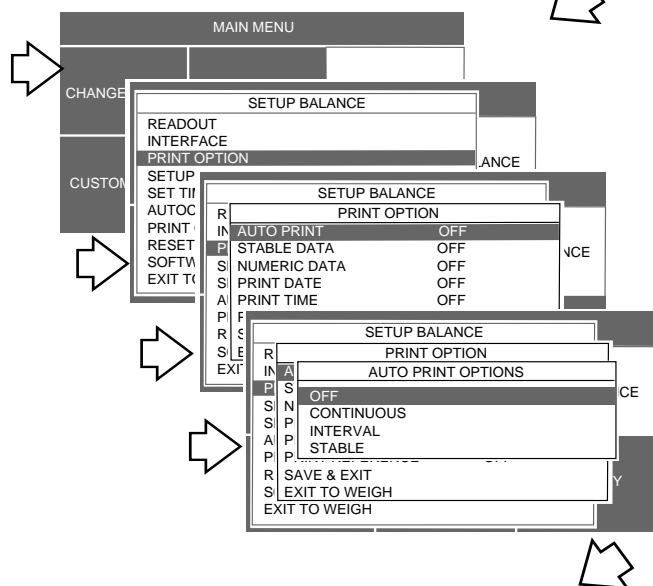 MAIN MENU
CHANGE
CUSTOM
SETUP BALANCE
READOUT
INTERFACE
PRINT OPTION
SETUP
SET TI
AUTOC
PRINT
RESET
SOFTW
EXIT TO
ANCE
SETUP BALANCE
PRINT OPTION
AUTO PRINT OFF
STABLE DATA OFF
NUMERIC DATA OFF
PRINT DATE OFF
PRINT TIME OFF
NCE
SETUP BALANCE
PRINT OPTION
AUTO PRINT OPTIONS
OFF
CONTINUOUS
INTERVAL
STABLE
SAVE & EXIT
EXIT TO WEIGH
EXIT TO WEIGH
CE
Y